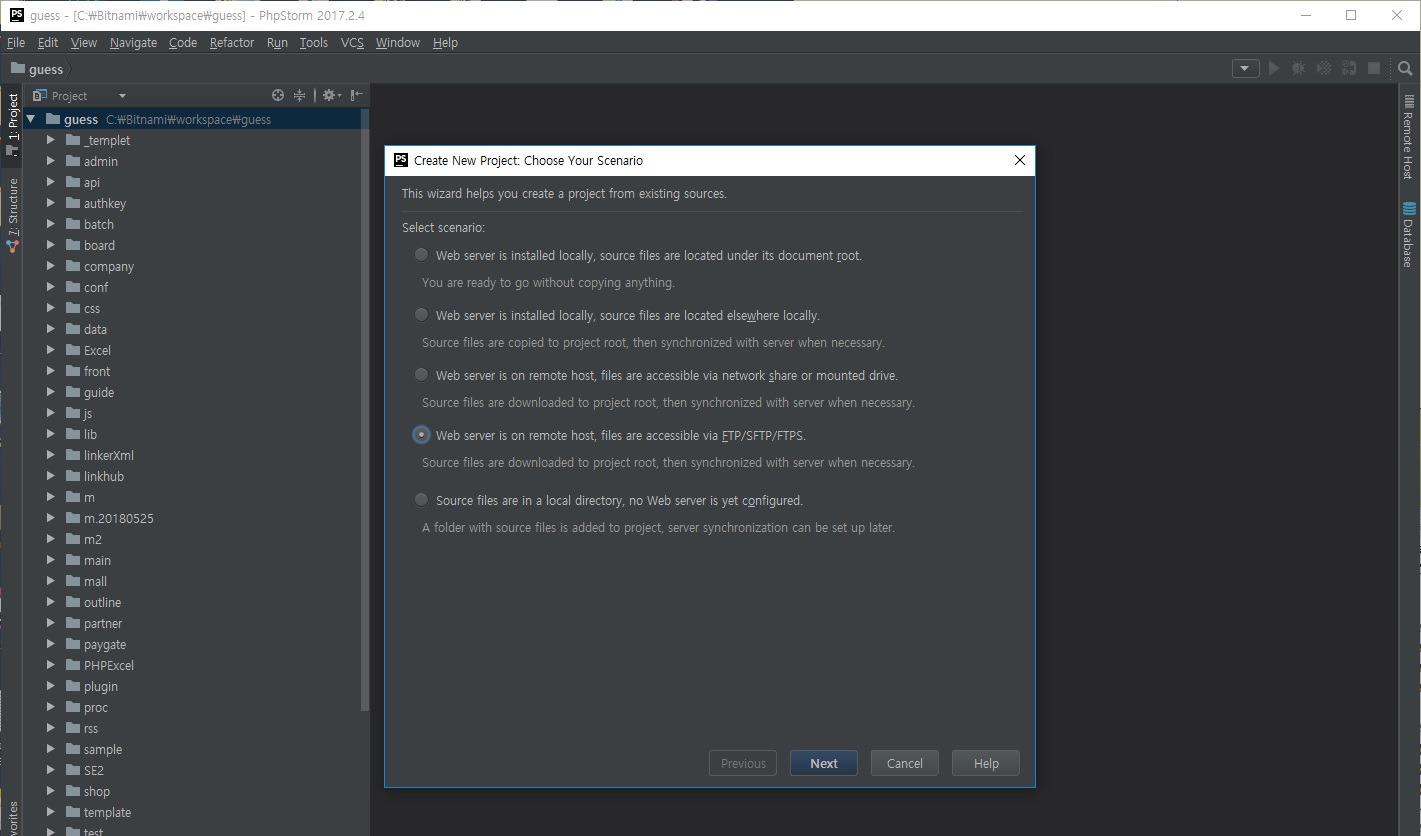 PS guess - [C:₩Bitnami₩workspace₩guess] - PhpStorm 2017.2.4
File Edit View Navigate Code Refactor Run Tools VCS Window Help
guess
1: Project
7: Structure
vorites
Project
guess C:₩Bitnami₩workspace₩guess
_templet
admin
api
authkey
batch
board
company
conf
css
data
Excel
front
guide
js
lib
linkerXml
linkhub
m
m.20180525
m2
main
mall
outline
partner
paygate
PHPExcel
plugin
proc
rss
sample
SE2
shop
template
test
PS Create New Project: Choose Your Scenario
This wizard helps you create a project from existing sources.
Select scenario:
Web server is installed locally, source files are located under its document root.
You are ready to go without copying anything.
Web server is installed locally, source files are located elsewhere locally.
Source files are copied to project root, then synchronized with server when necessary.
Web server is on remote host, files are accessible via network share or mounted drive.
Source files are downloaded to project root, then synchronized with server when necessary.
Web server is on remote host, files are accessible via FTP/SFTP/FTPS.
Source files are downloaded to project root, then synchronized with server when necessary.
Source files are in a local directory, no Web server is yet configured.
A folder with source files is added to project, server synchronization can be set up later.
Previous Next Cancel Help
Remote Host
Database